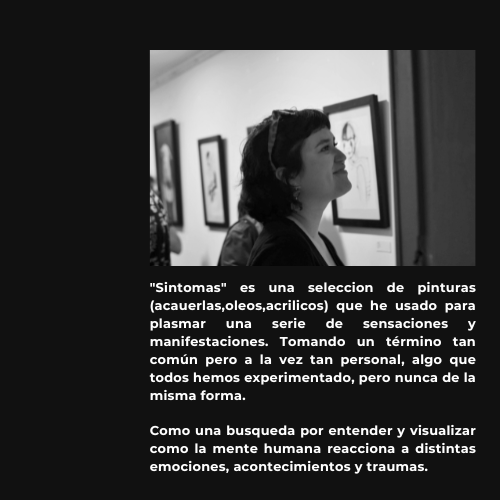 "Sintomas" es una seleccion de pinturas
(acauerlas,oleos,acrilicos) que he usado para
plasmar una serie de sensaciones y
manifestaciones. Tomando un término tan
común pero a la vez tan personal, algo que
todos hemos experimentado, pero nunca de la
misma forma.
Como una busqueda por entender y visualizar
como la mente humana reacciona a distintas
emociones, acontecimientos y traumas.